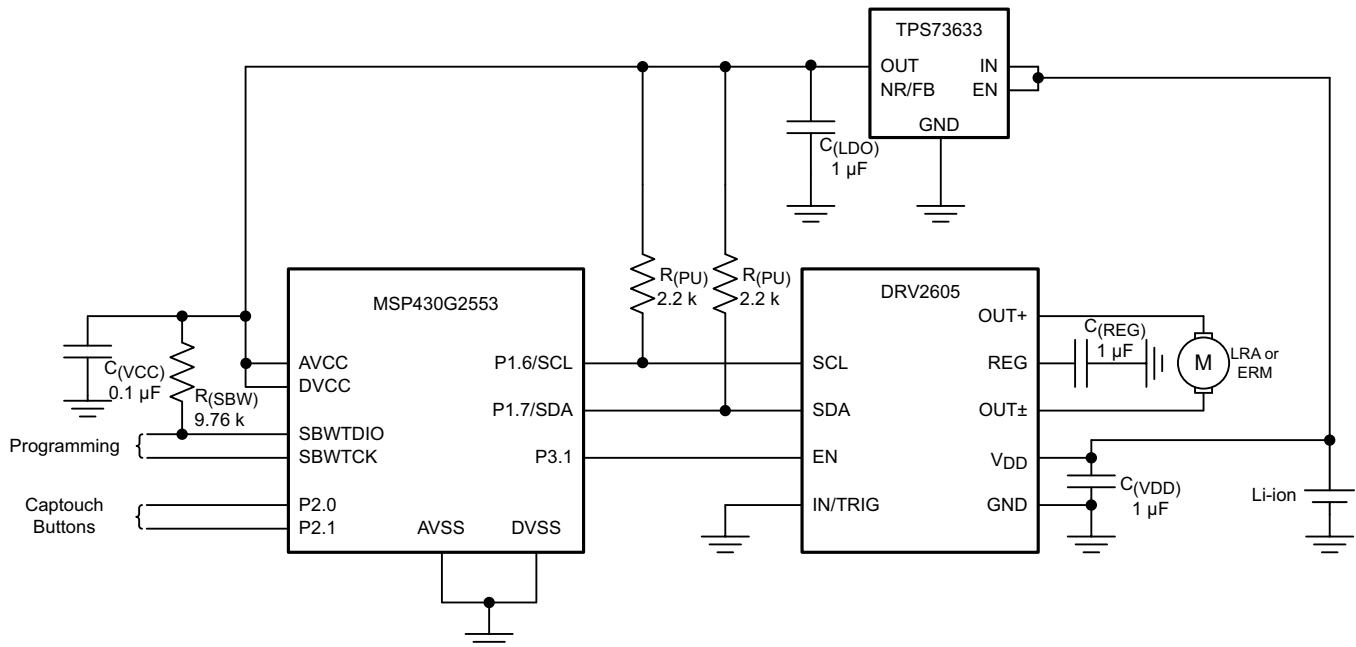 TPS73633
OUT
IN
NR/FB
EN
GND
C(LDO)
1 µF
R(PU)
2.2 k
R(PU)
2.2 k
MSP430G2553
AVCC
DVCC
SBWTDIO
SBWTCK
P2.0
P2.1
AVSS
DVSS
P1.6/SCL
P1.7/SDA
P3.1
C(VCC)
0.1 µF
R(SBW)
9.76 k
Programming
Captouch
Buttons
DRV2605
SCL
SDA
EN
IN/TRIG
OUT+
REG
OUT±
VDD
GND
C(REG)
1 µF
M
LRA or
ERM
C(VDD)
1 µF
Li-ion